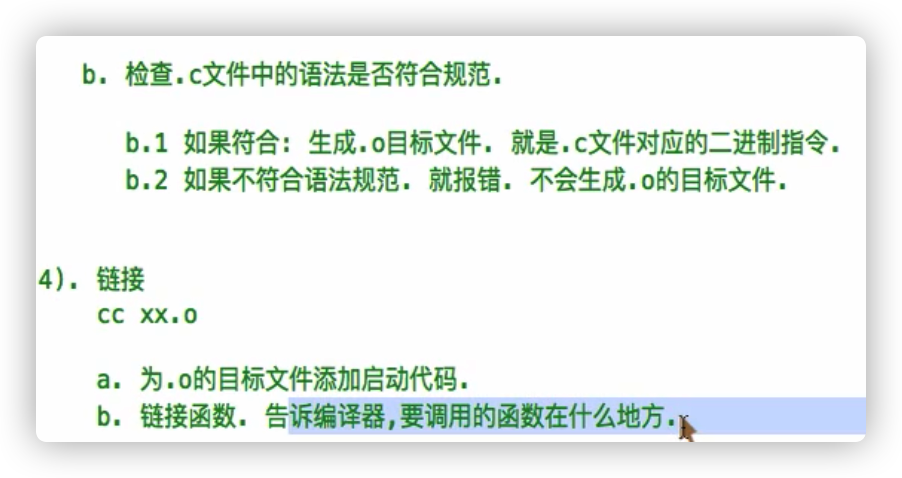 b. 检查.c文件中的语法是否符合规范.
b.1 如果符合: 生成.o目标文件. 就是.c文件对应的二进制指令.
b.2 如果不符合语法规范. 就报错. 不会生成.o的目标文件.
4). 链接
cc xx.o
a. 为.o的目标文件添加启动代码.
b. 链接函数. 告诉编译器,要调用的函数在什么地方.